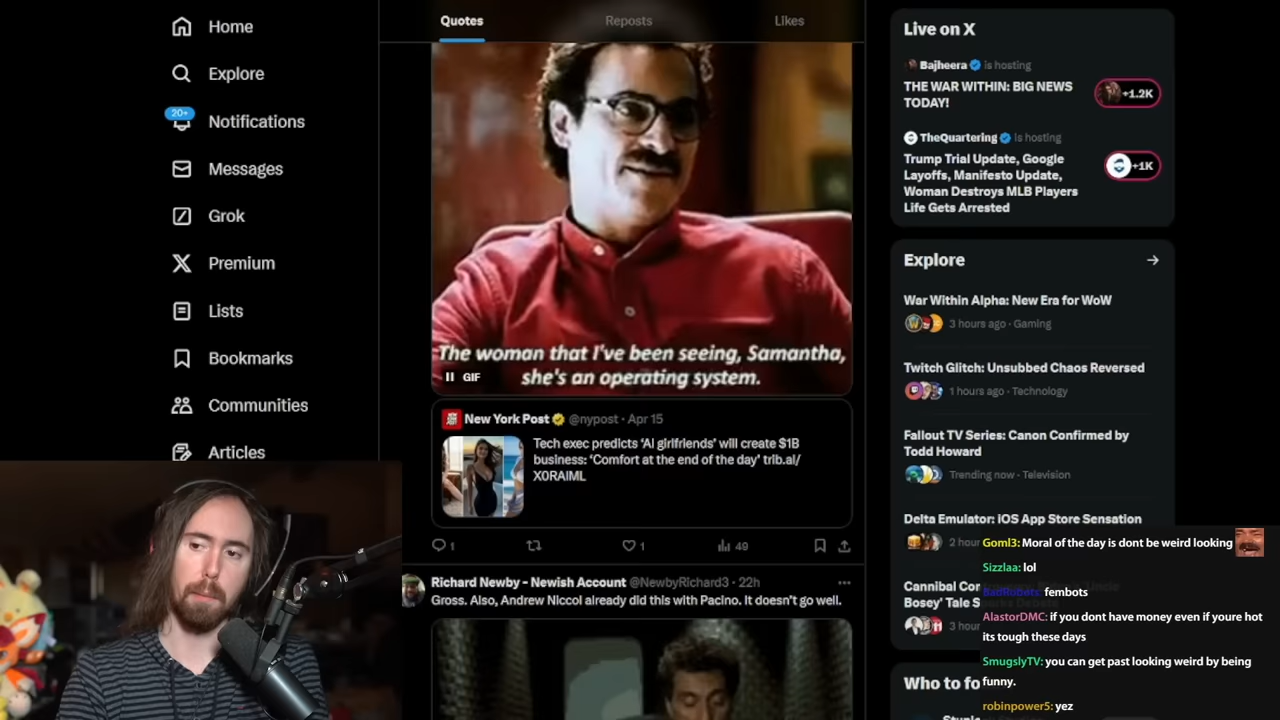 Home
Explore
20+
Notifications
Messages
Grok
Premium
Lists
Bookmarks
Communities
Articles
Quotes
Reposts
Likes
The woman that I've been seeing, Samantha,
she's an operating system.
GIF
New York Post @nypost · Apr 15
Tech exec predicts 'AI girlfriends' will create $1B
business: 'Comfort at the end of the day' trib.al/
X0RAIML
1
1
49
Richard Newby - Newish Account @NewbyRIchard3 · 22h
Gross. Also, Andrew Niccol already did this with Pacino. It doesn't go well.
Live on X
Bajheera is hosting
THE WAR WITHIN: BIG NEWS
TODAY!
+1.2K
TheQuartering is hosting
Trump Trial Update, Google
Layoffs, Manifesto Update,
Woman Destroys MLB Players
Life Gets Arrested
+1K
Explore
War Within Alpha: New Era for WoW
3 hours ago · Gaming
Twitch Glitch: Unsubbed Chaos Reversed
1 hours ago · Technology
Fallout TV Series: Canon Confirmed by
Todd Howard
Trending now · Television
Delta Emulator: iOS App Store Sensation
2 hour
Cannibal
Bosey' Tale
3 hour
Who to fo
Goml3: Moral of the day is dont be weird looking
Sizzlaa: lol
BadRobots: fembots
AlastorDMC: if you dont have money even if youre hot
its tough these days
SmugslyTV: you can get past looking weird by being
funny.
robinpower5: yez